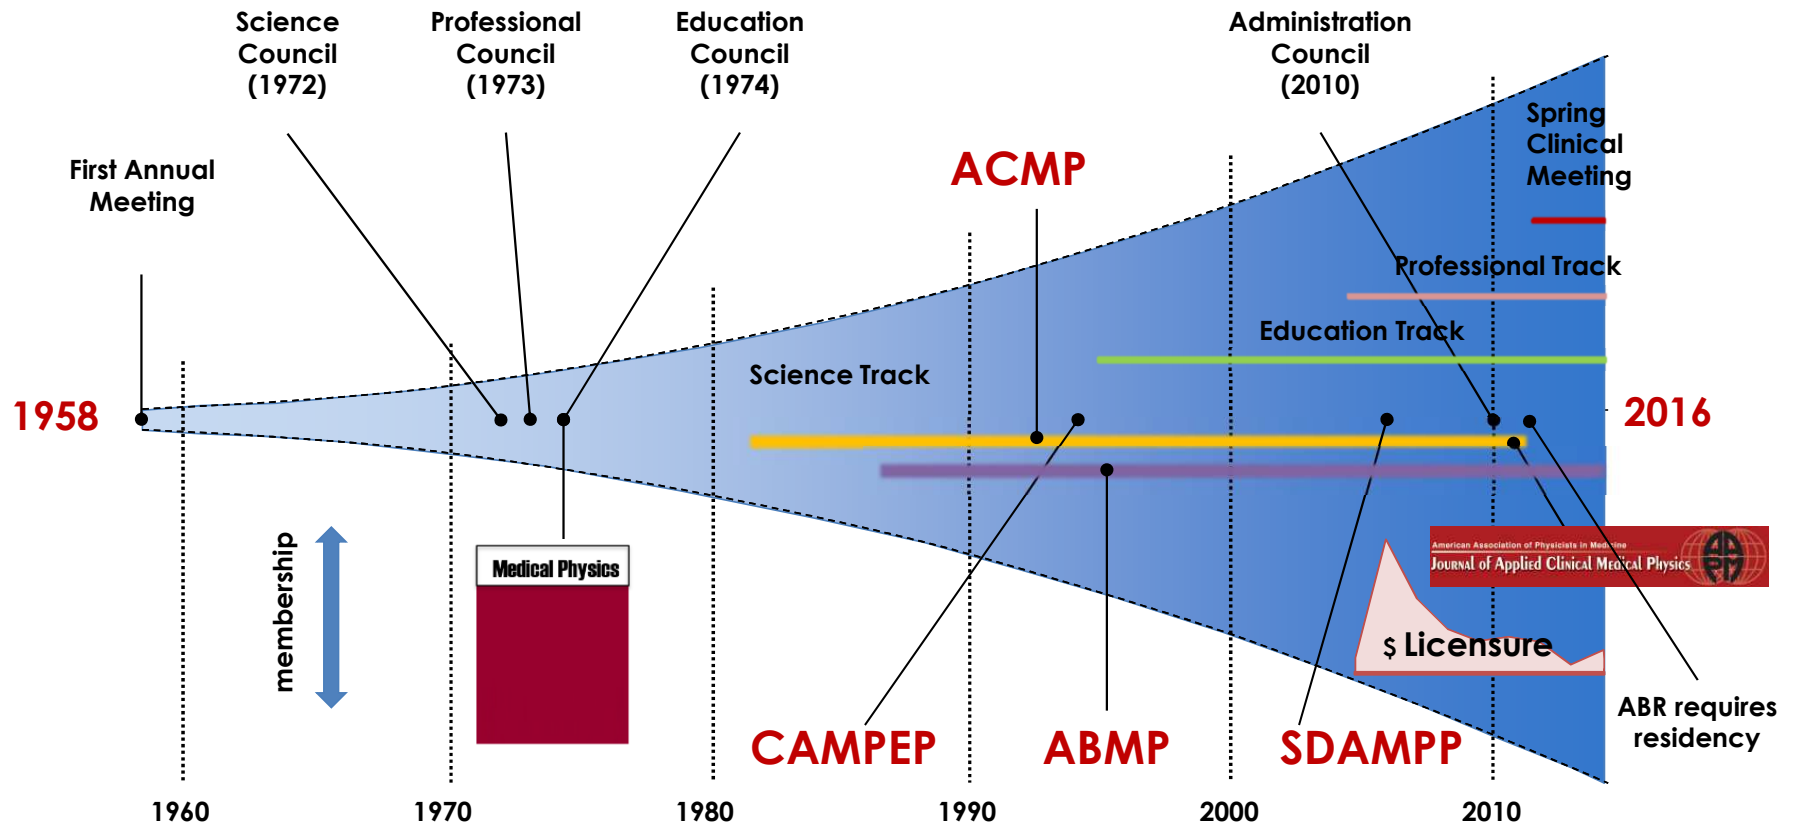 Science
Council
(1972)
Professional
Council
(1973)
Education
Council
(1974)
Administration
Council
(2010)
First Annual
Meeting
ACMP
Spring
Clinical
Meeting
Professional Track
Education Track
Science Track
1958
2016
membership
Medical Physics
American Association of Physicists in Medicine
Journal of Applied Clinical Medical Physics
AAPM
$ Licensure
CAMPEP
ABMP
SDAMPP
ABR requires
residency
1960
1970
1980
1990
2000
2010